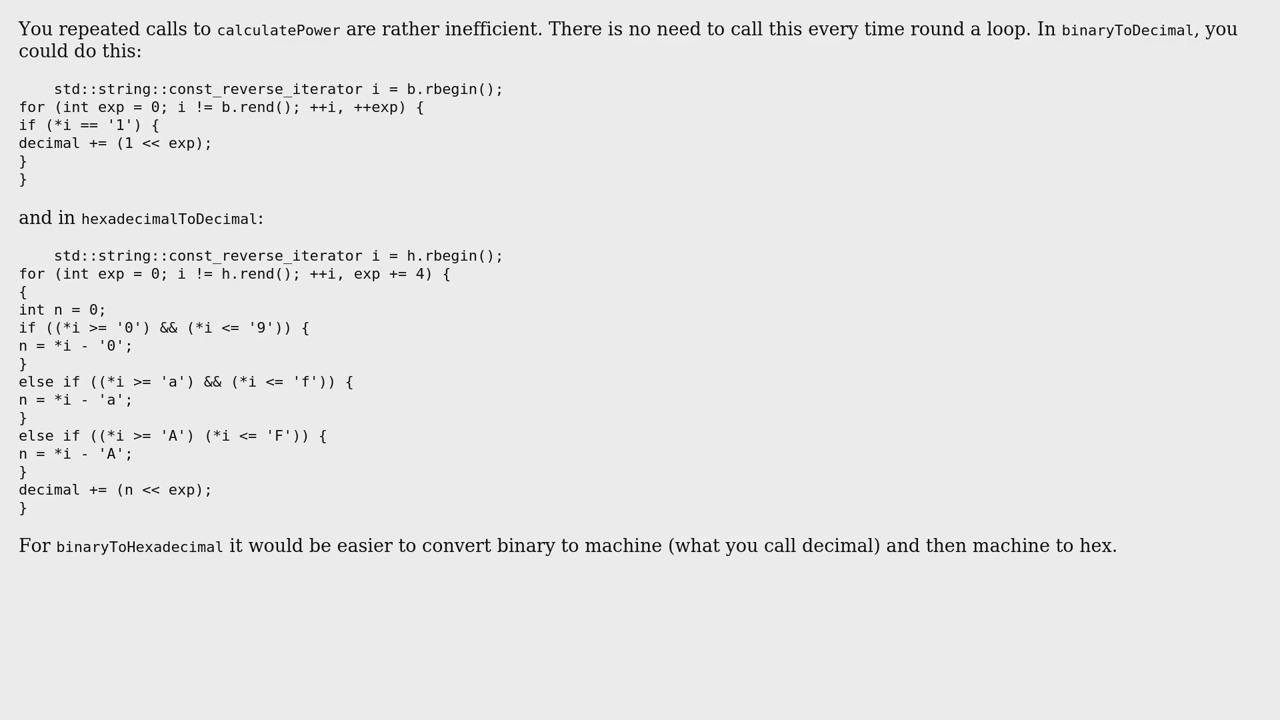 You repeated calls to calculatePower are rather inefficient. There is no need to call this every time round a loop. In binaryToDecimal, you
could do this:
std::string::const_reverse_iterator i = b.rbegin();
for (int exp = 0; i != b.rend(); ++i, ++exp) {
if (*i == '1') {
decimal += (1 << exp);
}
}
and in hexadecimalToDecimal:
std::string::const_reverse_iterator i = h.rbegin();
for (int exp = 0; i != h.rend(); ++i, exp += 4) {
{
int n = 0;
if ((*i >= '0') && (*i <= '9')) {
n = *i - '0';
}
else if ((*i >= 'a') && (*i <= 'f')) {
n = *i - 'a';
}
else if ((*i >= 'A') (*i <= 'F')) {
n = *i - 'A';
}
decimal += (n << exp);
}
For binaryToHexadecimal it would be easier to convert binary to machine (what you call decimal) and then machine to hex.